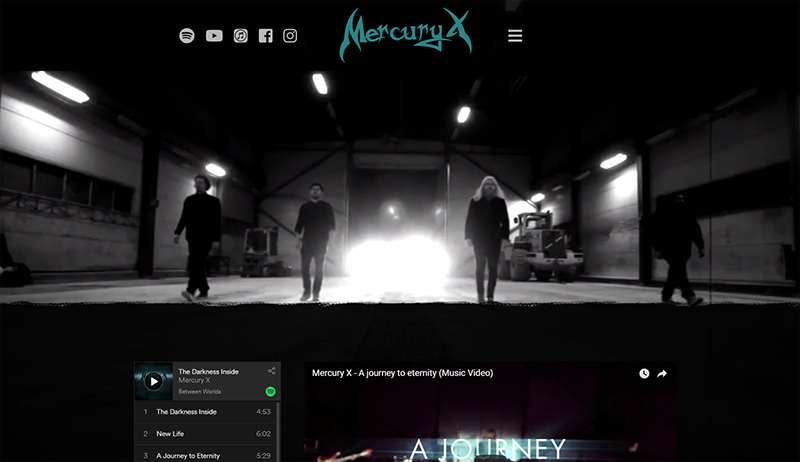 Mercury X
The Darkness Inside
Mercury X
Between Worlds
1 The Darkness Inside 4:53
2 New Life 6:02
3 A Journey to Eternity 5:29
Mercury X - A journey to eternity (Music Video)
A JOURNEY